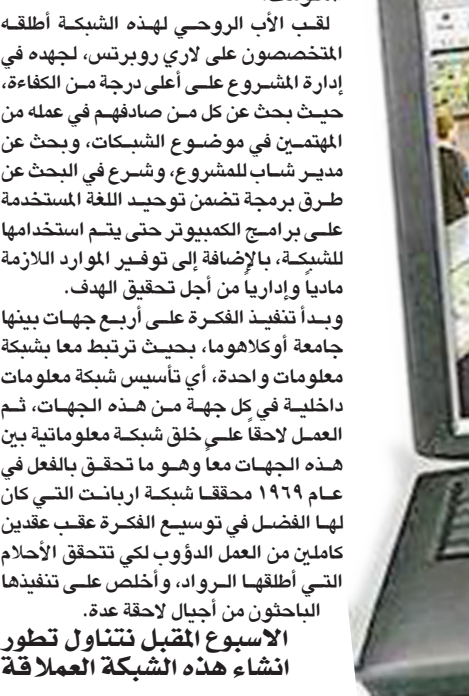 لقب الأب الروحي لهذه الشبكة أطلقه
المتخصصون على لاري روبرتس، لجهده في
إدارة المشروع على أعلى درجة من الكفاءة،
حيث بحث عن كل من صادفهم في عمله من
المهتمين في موضوع الشبكات، وبحث عن
مدير شاب للمشروع، وشرع في البحث عن
طرق برمجة تضمن توحيد اللغة المستخدمة
على برامج الكمبيوتر حتى يتم استخدامها
للشبكة، بالإضافة إلى توفير الموارد اللازمة
مادياً وإدارياً من أجل تحقيق الهدف.
وبدأ تنفيذ الفكرة على أربع جهات بينها
جامعة أوكلاهوما، بحيث ترتبط معا بشبكة
معلومات واحدة، أي تأسيس شبكة معلومات
داخلية في كل جهة من هذه الجهات، ثم
العمل لاحقاً على خلق شبكة معلوماتية بين
هذه الجهات معاً وهو ما تحقق بالفعل في
عام ١٩٦٩ محققا شبكة اربانت التي كان
لها الفضل في توسيع الفكرة عقب عقدين
كاملين من العمل الدؤوب لكي تتحقق الأحلام
التي أطلقها الرواد، وأخلص على تنفيذها
الباحثون من أجيال لاحقة عدة.
الاسبوع المقبل نتناول تطور
انشاء هذه الشبكة العملاقة